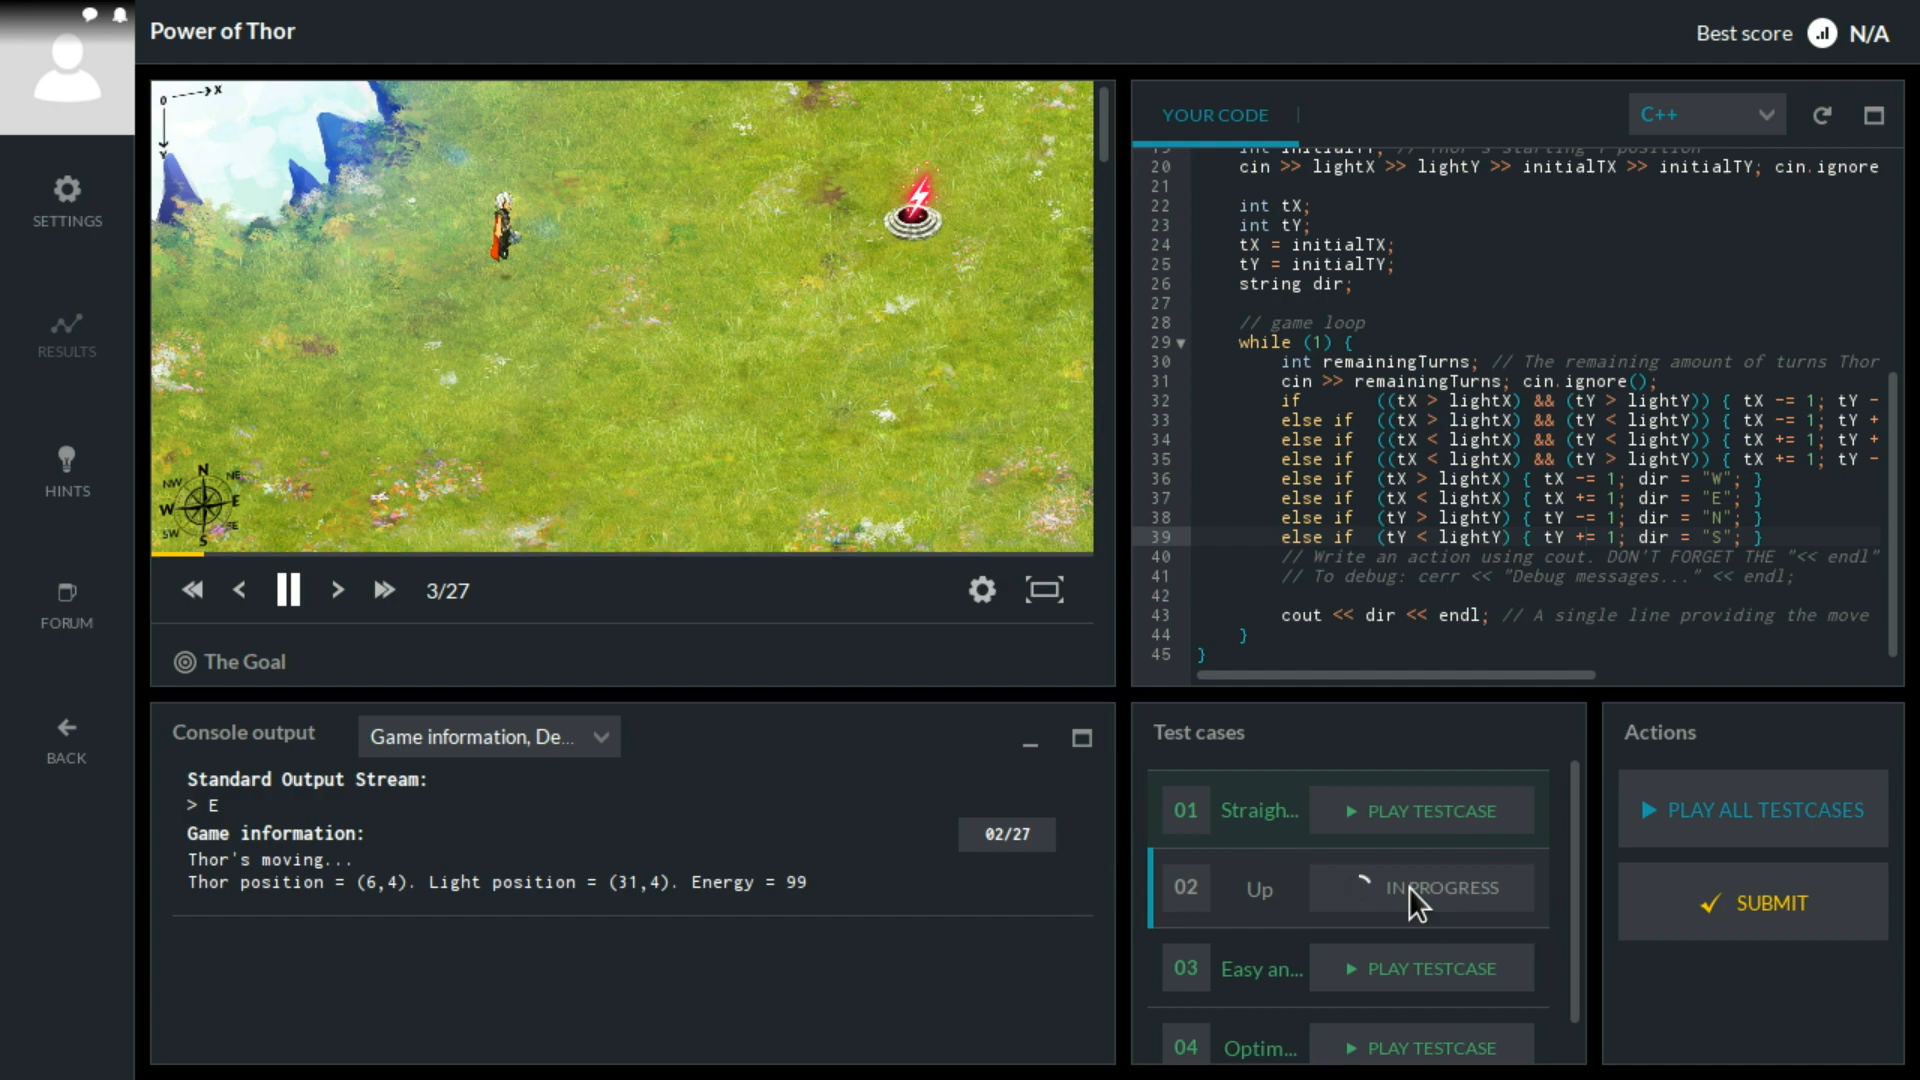 Power of Thor
Best score N/A
SETTINGS
RESULTS
HINTS
FORUM
BACK
0 X
Y
N
NW NE
W E
SW SE
S
3/27
The Goal
YOUR CODE
C++
20 cin >> lightX >> lightY >> initialTX >> initialTY; cin.ignore
21
22 int tX;
23 int tY;
24 tX = initialTX;
25 tY = initialTY;
26 string dir;
27
28 // game loop
29 while (1) {
30 int remainingTurns; // The remaining amount of turns Thor
31 cin >> remainingTurns; cin.ignore();
32 if ((tX > lightX) && (tY > lightY)) { tX -= 1; tY -
33 else if ((tX > lightX) && (tY < lightY)) { tX -= 1; tY +
34 else if ((tX < lightX) && (tY < lightY)) { tX += 1; tY +
35 else if ((tX < lightX) && (tY > lightY)) { tX += 1; tY -
36 else if (tX > lightX) { tX -= 1; dir = "W"; }
37 else if (tX < lightX) { tX += 1; dir = "E"; }
38 else if (tY > lightY) { tY -= 1; dir = "N"; }
39 else if (tY < lightY) { tY += 1; dir = "S"; }
40 // Write an action using cout. DON'T FORGET THE "<< endl"
41 // To debug: cerr << "Debug messages..." << endl;
42
43 cout << dir << endl; // A single line providing the move
44 }
45 }
Console output
Game information, De...
Standard Output Stream:
> E
Game information:
02/27
Thor's moving...
Thor position = (6,4). Light position = (31,4). Energy = 99
Test cases
01 Straigh... PLAY TESTCASE
02 Up IN PROGRESS
03 Easy an... PLAY TESTCASE
04 Optim... PLAY TESTCASE
Actions
PLAY ALL TESTCASES
SUBMIT